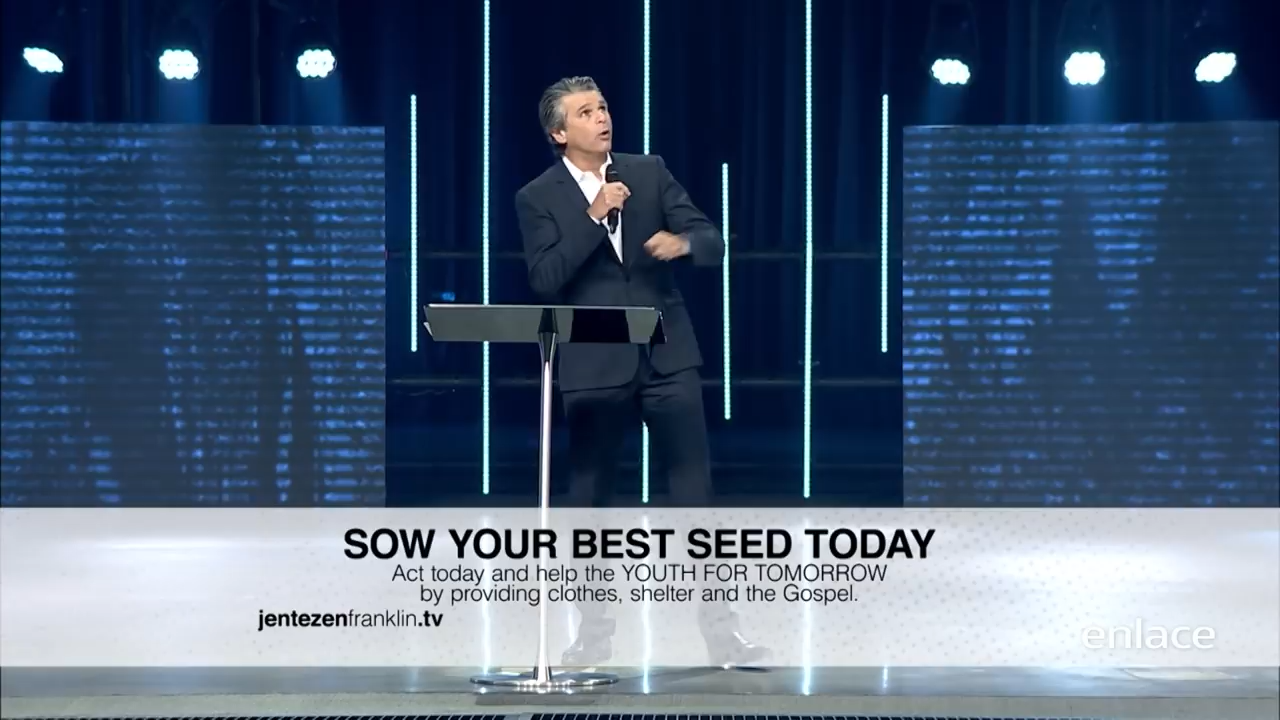 SOW YOUR BEST SEED TODAY
Act today and help the YOUTH FOR TOMORROW
by providing clothes, shelter and the Gospel.
jentezenfranklin.tv
enlace